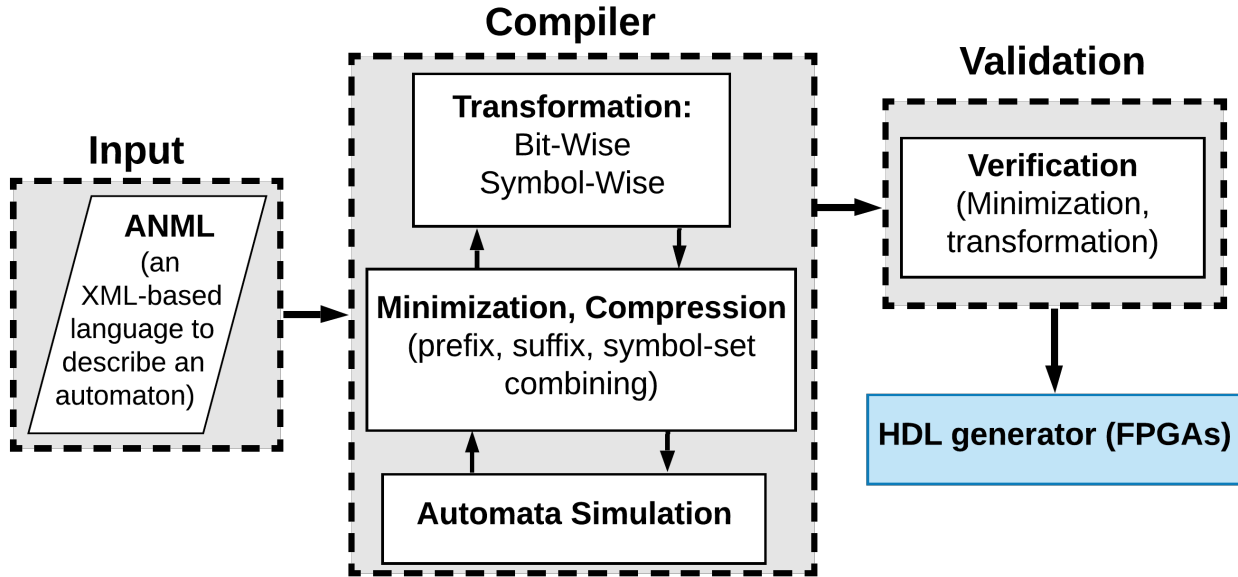 Input
ANML
(an
XML-based
language to
describe an
automaton)
Compiler
Transformation:
Bit-Wise
Symbol-Wise
Minimization, Compression
(prefix, suffix, symbol-set
combining)
Automata Simulation
Validation
Verification
(Minimization,
transformation)
HDL generator (FPGAs)